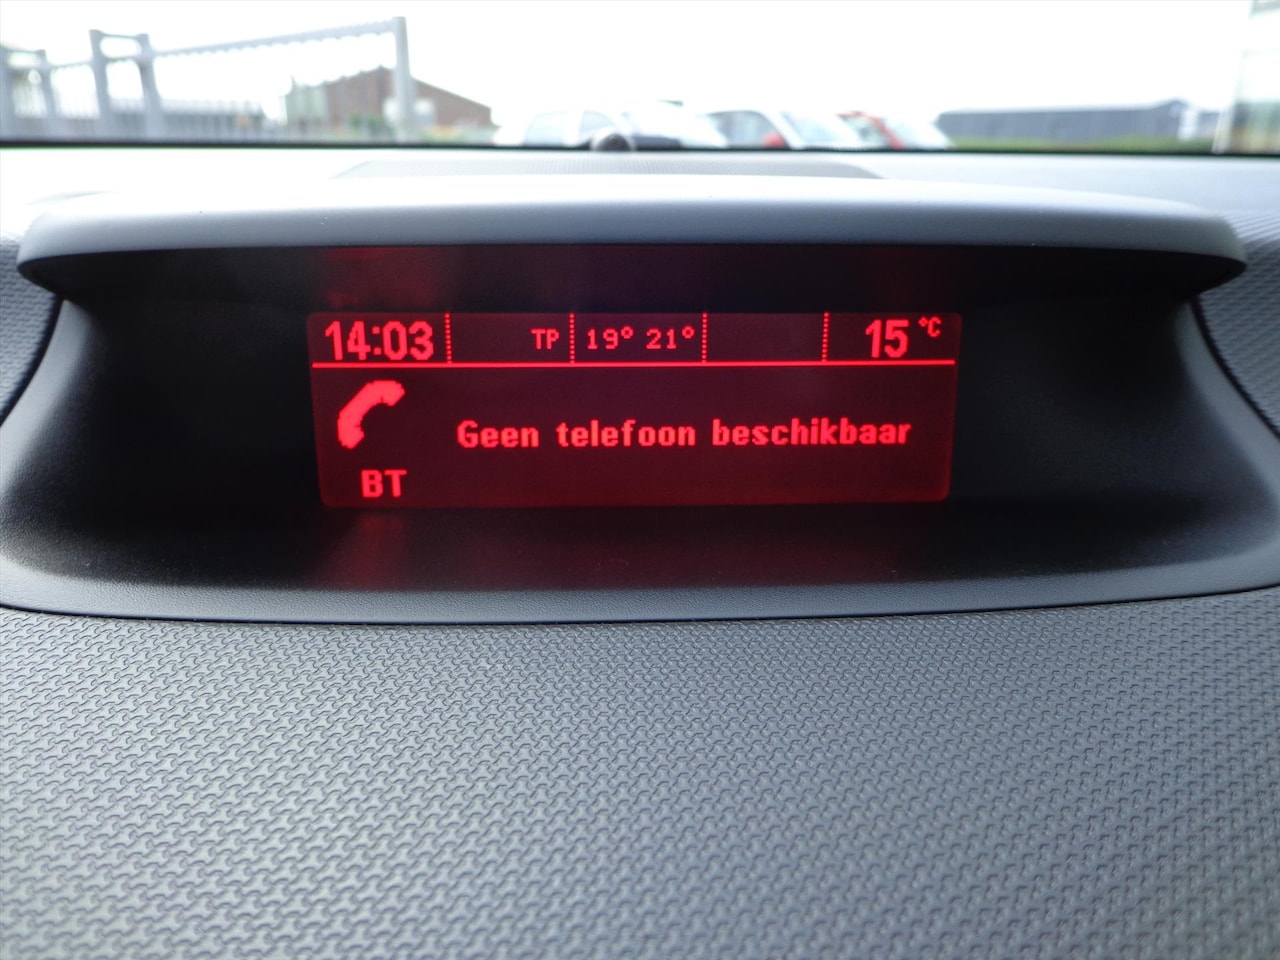 14:03 TP 19° 21° 15 °C
Geen telefoon beschikbaar
BT